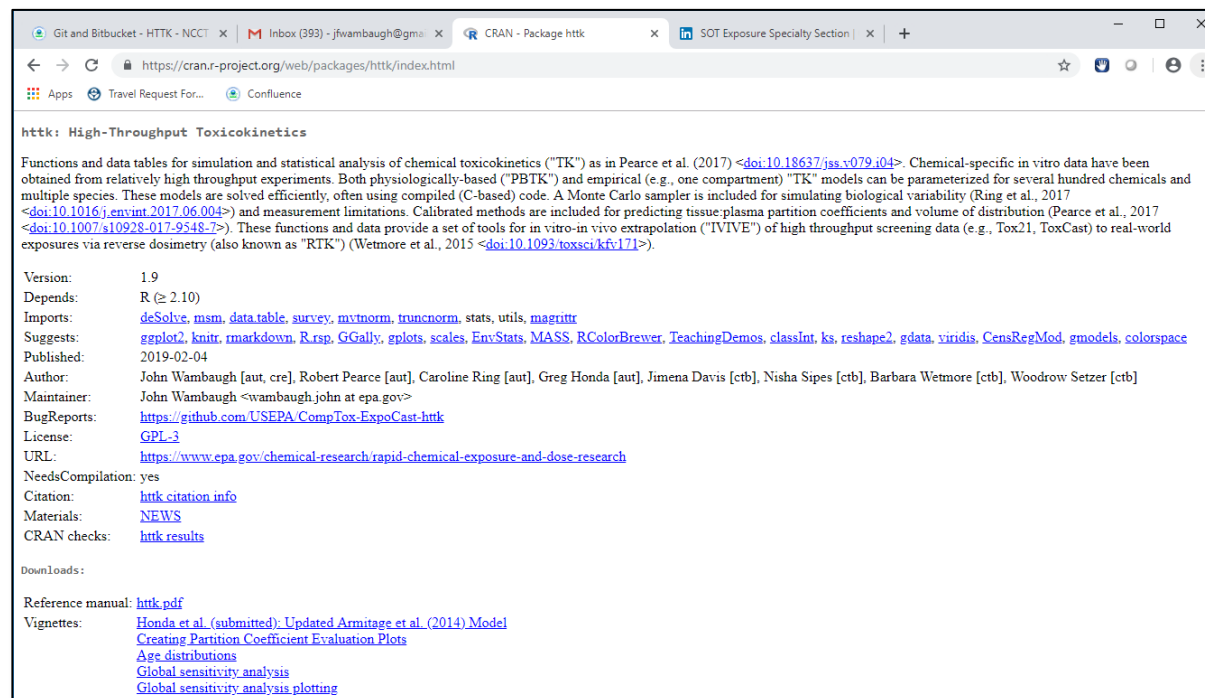 Git and Bitbucket - HTTK - NCCT
Inbox (393) - jfwambaugh@gmai
CRAN - Package httk
SOT Exposure Specialty Section |
https://cran.r-project.org/web/packages/httk/index.html
Apps Travel Request For... Confluence
httk: High-Throughput Toxicokinetics
Functions and data tables for simulation and statistical analysis of chemical toxicokinetics ("TK") as in Pearce et al. (2017) <doi:10.18637/jss.v079.i04>. Chemical-specific in vitro data have been
obtained from relatively high throughput experiments. Both physiologically-based ("PBTK") and empirical (e.g., one compartment) "TK" models can be parameterized for several hundred chemicals and
multiple species. These models are solved efficiently, often using compiled (C-based) code. A Monte Carlo sampler is included for simulating biological variability (Ring et al., 2017
<doi:10.1016/j.envint.2017.06.004>) and measurement limitations. Calibrated methods are included for predicting tissue:plasma partition coefficients and volume of distribution (Pearce et al., 2017
<doi:10.1007/s10928-017-9548-7>). These functions and data provide a set of tools for in vitro-in vivo extrapolation ("IVIVE") of high throughput screening data (e.g., Tox21, ToxCast) to real-world
exposures via reverse dosimetry (also known as "RTK") (Wetmore et al., 2015 <doi:10.1093/toxsci/kfv171>).
Version: 1.9
Depends: R (≥ 2.10)
Imports: deSolve, msm, data.table, survey, mvtnorm, truncnorm, stats, utils, magrittr
Suggests: ggplot2, knitr, rmarkdown, R.rsp, GGally, gplots, scales, EnvStats, MASS, RColorBrewer, TeachingDemos, classInt, ks, reshape2, gdata, viridis, CensRegMod, gmodels, colorspace
Published: 2019-02-04
Author: John Wambaugh [aut, cre], Robert Pearce [aut], Caroline Ring [aut], Greg Honda [aut], Jimena Davis [ctb], Nisha Sipes [ctb], Barbara Wetmore [ctb], Woodrow Setzer [ctb]
Maintainer: John Wambaugh <wambaugh.john at epa.gov>
BugReports: https://github.com/USEPA/CompTox-ExpoCast-httk
License: GPL-3
URL: https://www.epa.gov/chemical-research/rapid-chemical-exposure-and-dose-research
NeedsCompilation: yes
Citation: httk citation info
Materials: NEWS
CRAN checks: httk results
Downloads:
Reference manual: httk.pdf
Vignettes: Honda et al. (submitted): Updated Armitage et al. (2014) Model
Creating Partition Coefficient Evaluation Plots
Age distributions
Global sensitivity analysis
Global sensitivity analysis plotting